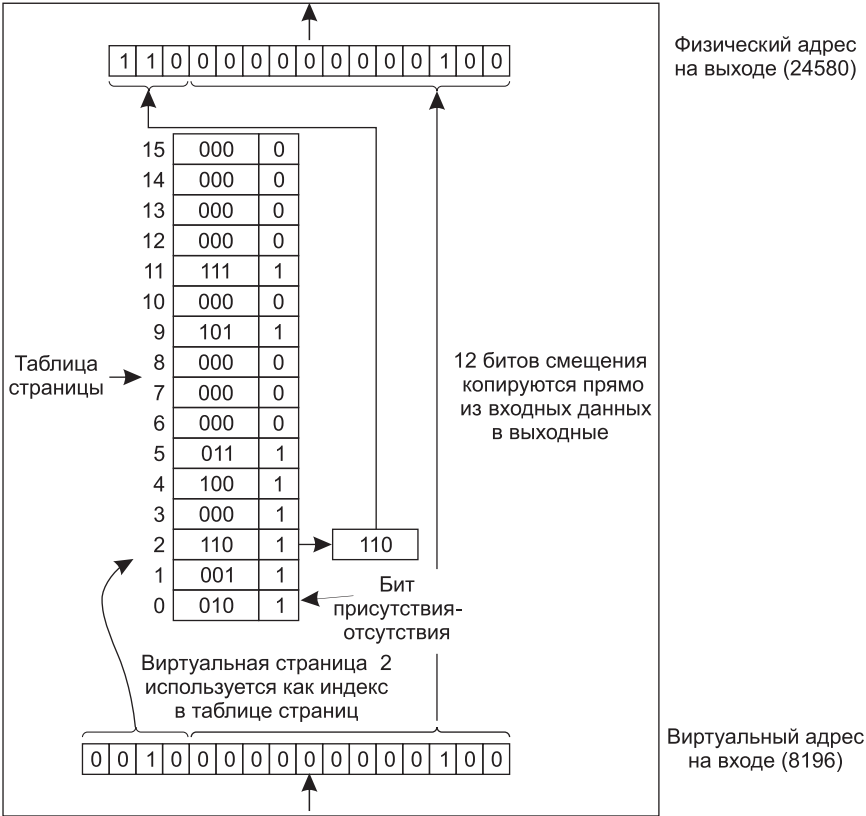 1 1 0 0 0 0 0 0 0 0 0 0 1 0 0
Физический адрес
на выходе (24580)
15 000 0
14 000 0
13 000 0
12 000 0
11 111 1
10 000 0
9 101 1
8 000 0
7 000 0
6 000 0
5 011 1
4 100 1
3 000 1
2 110 1 110
1 001 1
0 010 1
Таблица
страницы
12 битов смещения
копируются прямо
из входных данных
в выходные
Бит
присутствия-
отсутствия
Виртуальная страница 2
используется как индекс
в таблице страниц
0 0 1 0 0 0 0 0 0 0 0 0 0 1 0 0
Виртуальный адрес
на входе (8196)